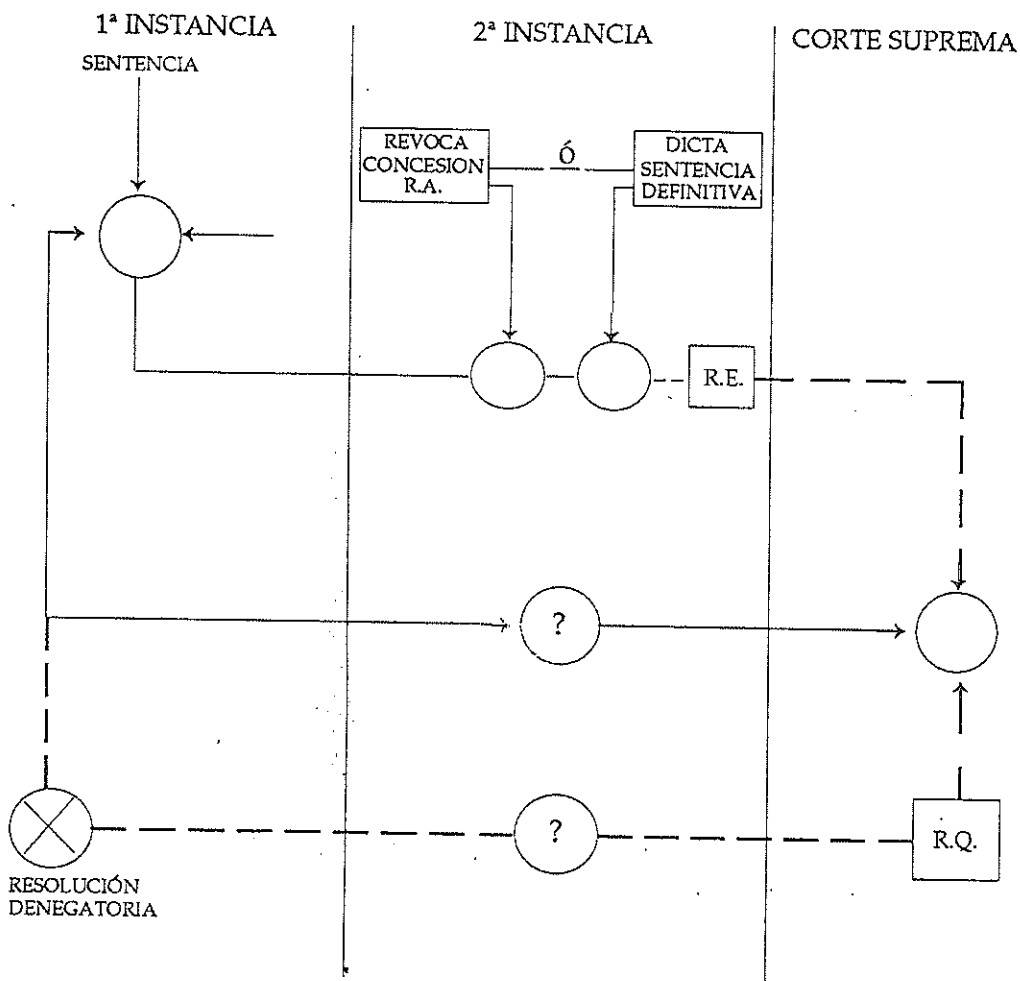 1ª INSTANCIA
2ª INSTANCIA
CORTE SUPREMA
SENTENCIA
REVOCA
CONCESION
R.A.
Ó
DICTA
SENTENCIA
DEFINITIVA
R.E.
?
?
R.Q.
RESOLUCIÓN
DENEGATORIA